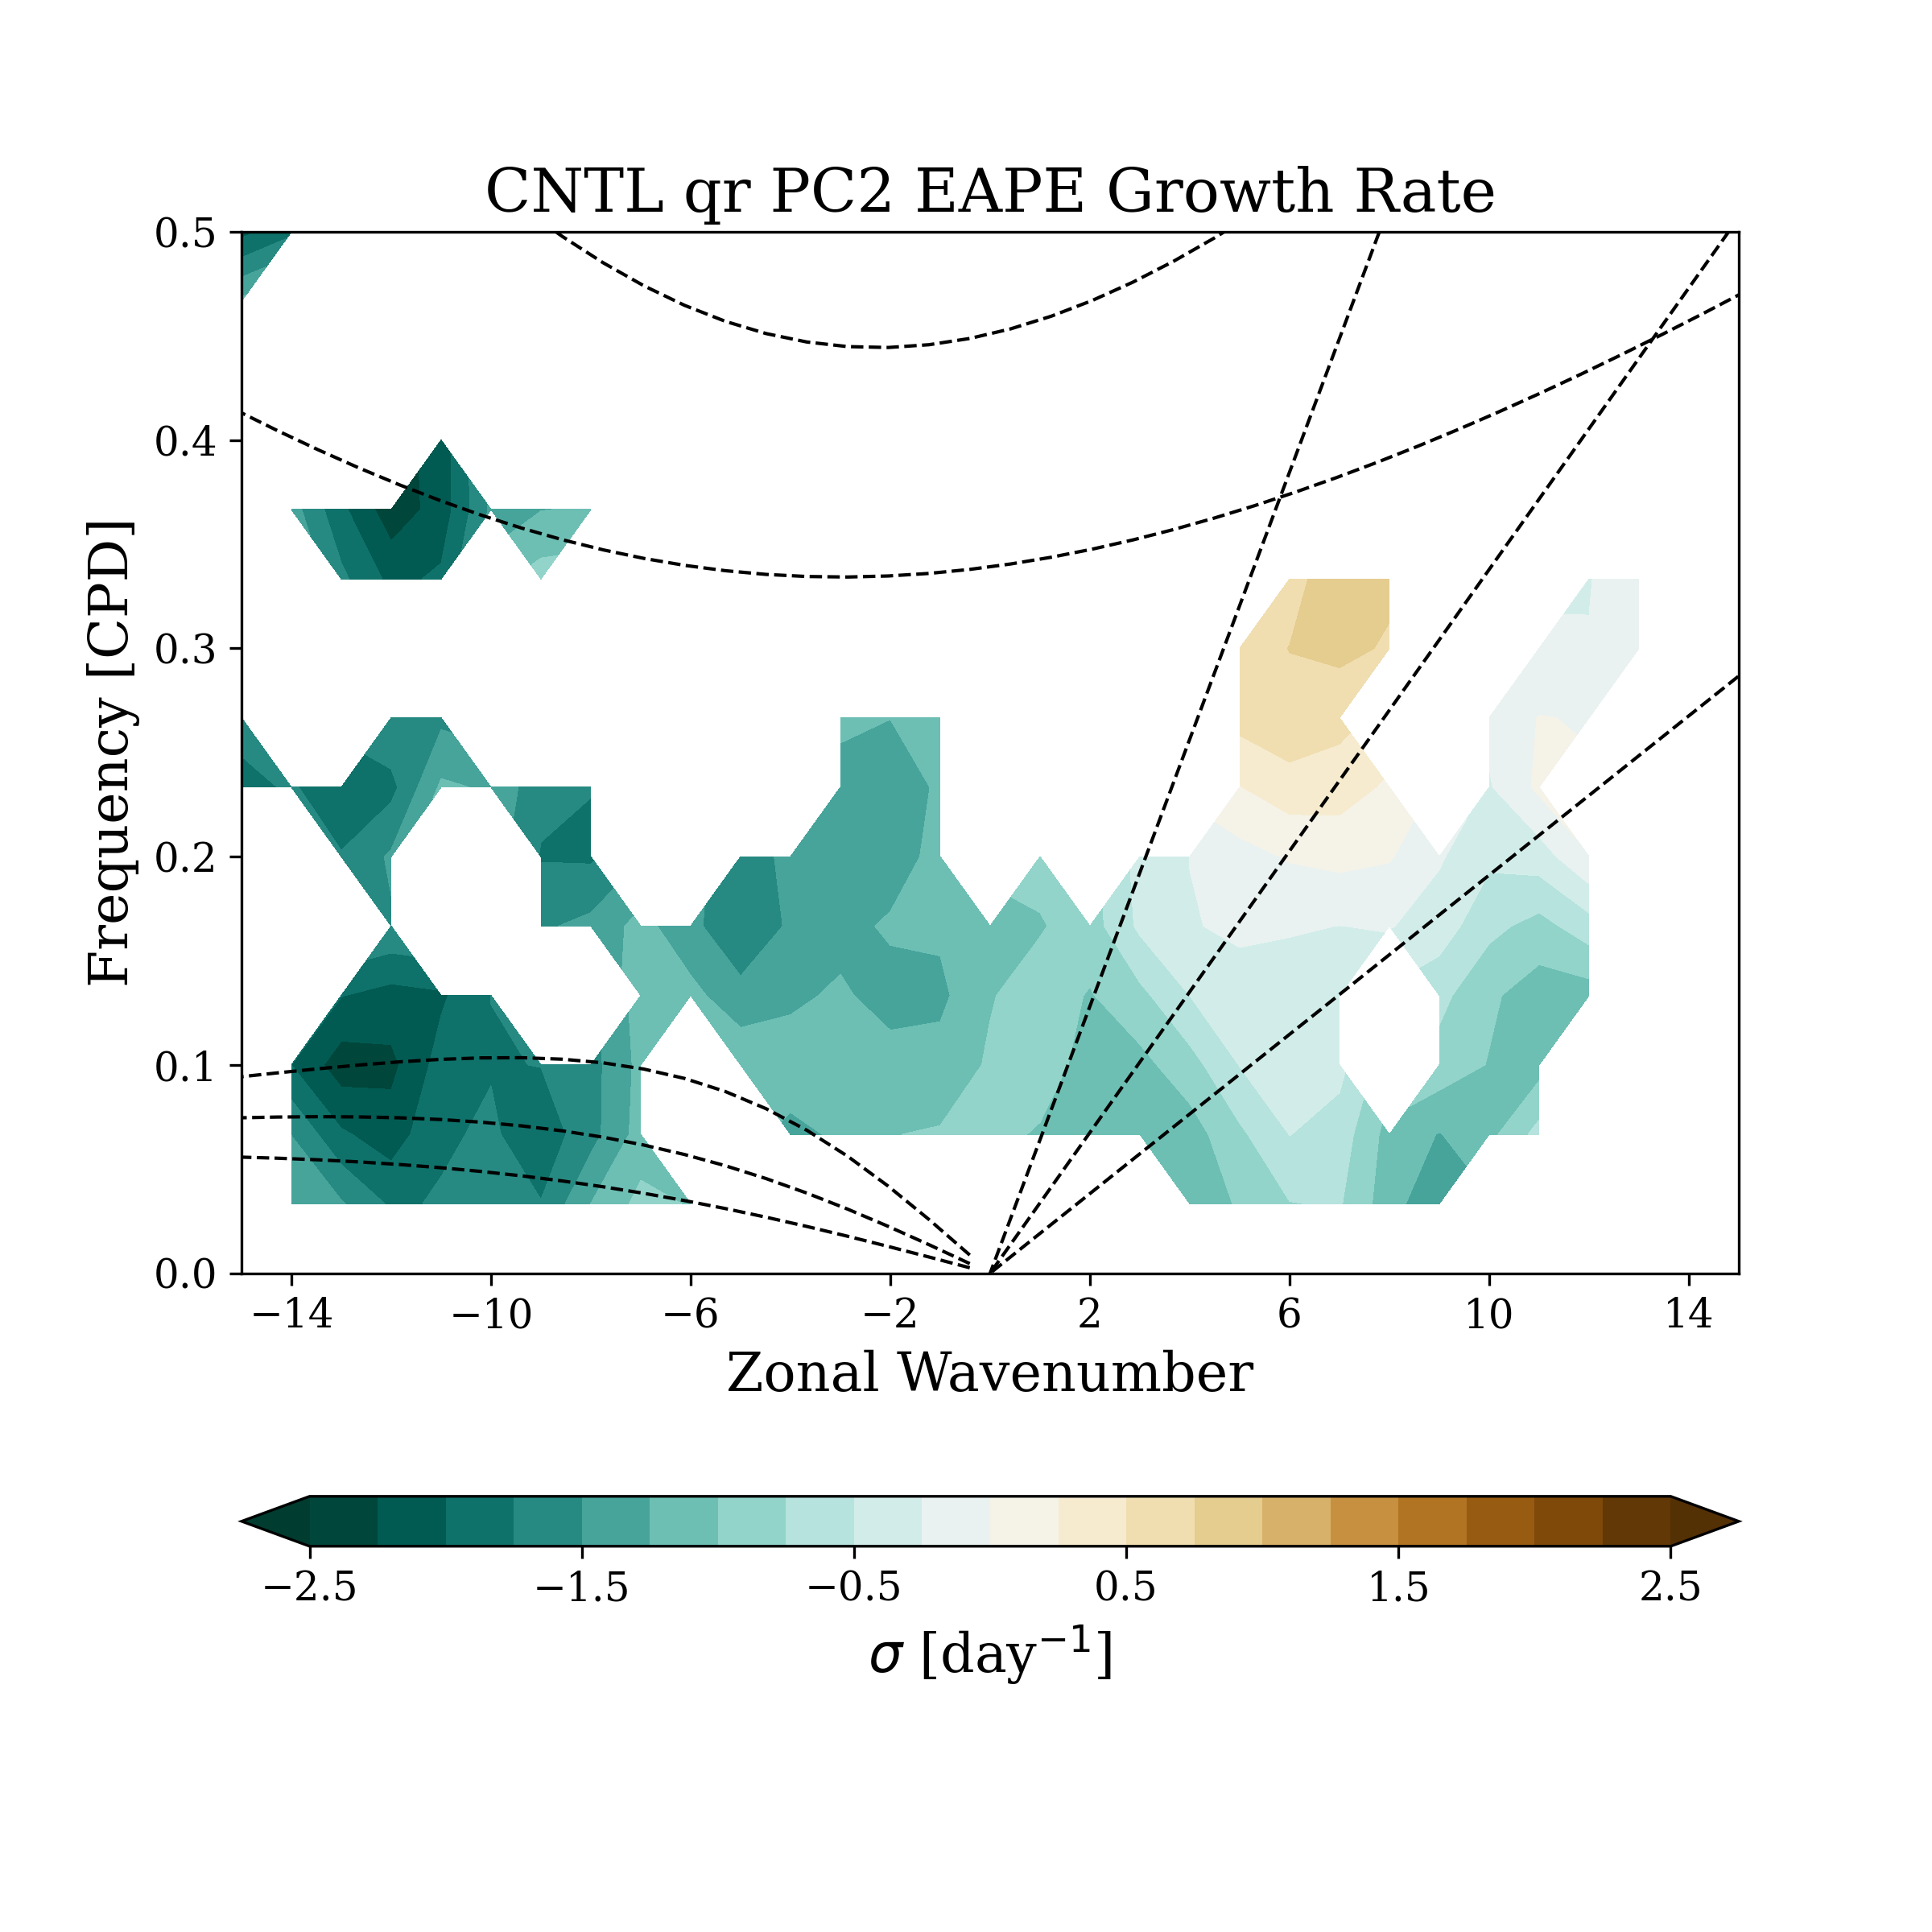 CNTL qr PC2 EAPE Growth Rate
Frequency [CPD]
0.5
0.4
0.3
0.2
0.1
0.0
−14 −10 −6 −2 2 6 10 14
Zonal Wavenumber
−2.5 −1.5 −0.5 0.5 1.5 2.5
σ [day⁻¹]